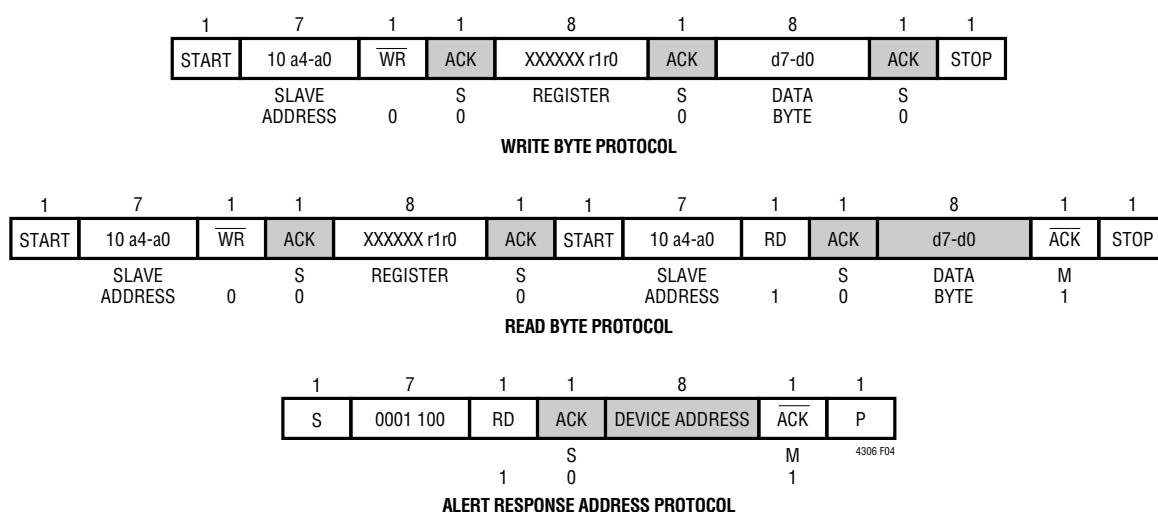 1 7 1 1 8 1 8 1 1
START 10 a4-a0 WR ACK XXXXXX r1r0 ACK d7-d0 ACK STOP
SLAVE S REGISTER S DATA S
ADDRESS 0 0 0 BYTE 0
WRITE BYTE PROTOCOL
1 7 1 1 8 1 1 7 1 1 8 1 1
START 10 a4-a0 WR ACK XXXXXX r1r0 ACK START 10 a4-a0 RD ACK d7-d0 ACK STOP
SLAVE S REGISTER S SLAVE S DATA M
ADDRESS 0 0 0 ADDRESS 1 0 BYTE 1
READ BYTE PROTOCOL
1 7 1 1 8 1 1
S 0001 100 RD ACK DEVICE ADDRESS ACK P
S M 4306 F04
1 0 1
ALERT RESPONSE ADDRESS PROTOCOL